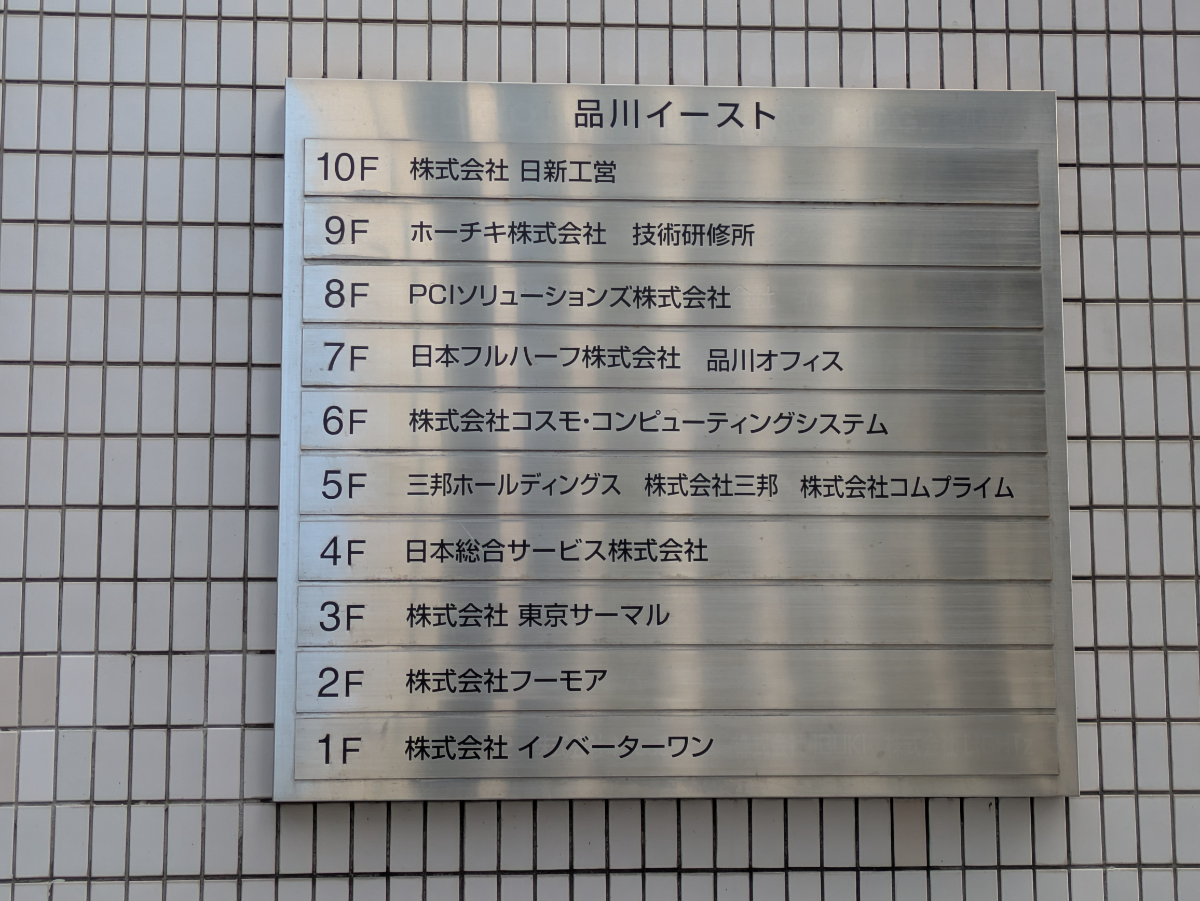 品川イースト
10F 株式会社 日新工営
9F ホーチキ株式会社 技術研修所
8F PCIソリューションズ株式会社
7F 日本フルハーフ株式会社 品川オフィス
6F 株式会社コスモ・コンピューティングシステム
5F 三邦ホールディングス 株式会社三邦 株式会社コムプライム
4F 日本総合サービス株式会社
3F 株式会社 東京サーマル
2F 株式会社フーモア
1F 株式会社 イノベーターワン